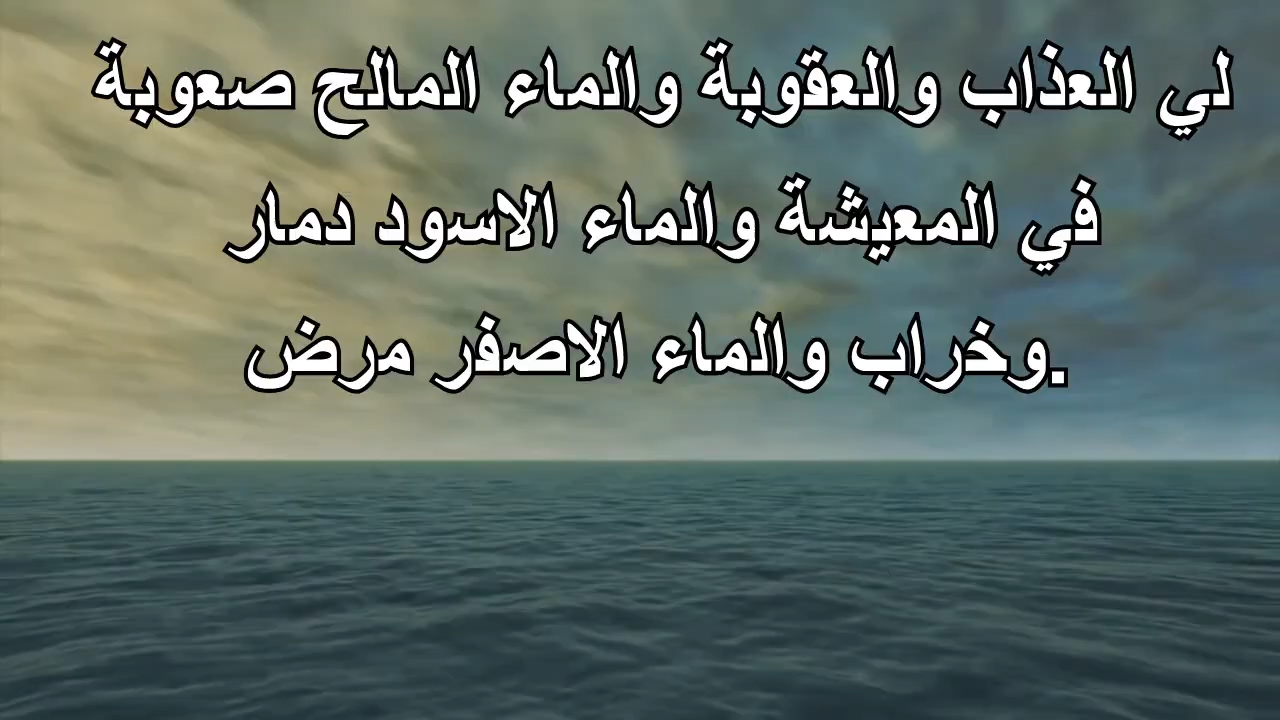 لي العذاب والعقوبة والماء المالح صعوبة
في المعيشة والماء الاسود دمار
وخراب والماء الاصفر مرض.